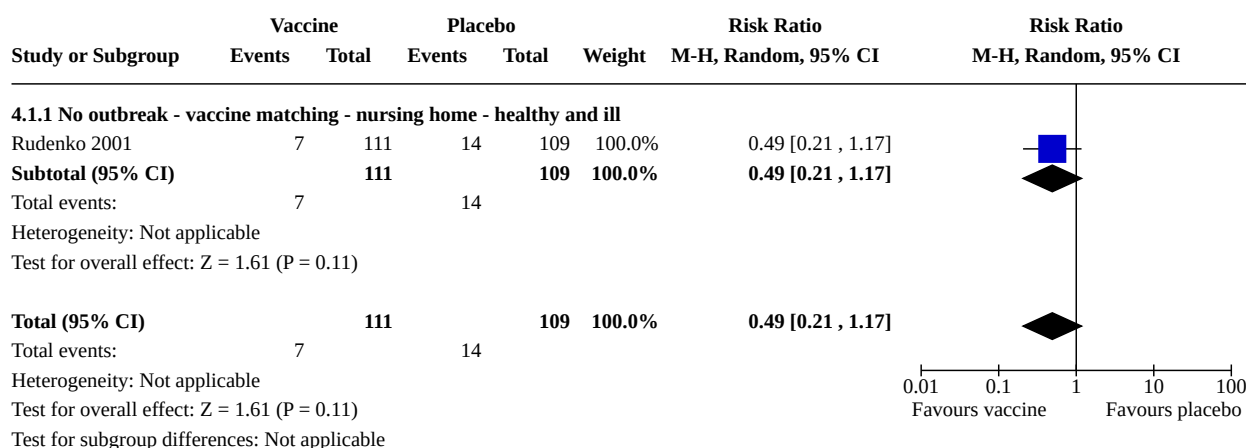 Vaccine Placebo Risk Ratio Risk Ratio
Study or Subgroup Events Total Events Total Weight M-H, Random, 95% CI M-H, Random, 95% CI
4.1.1 No outbreak - vaccine matching - nursing home - healthy and ill
Rudenko 2001 7 111 14 109 100.0% 0.49 [0.21 , 1.17]
Subtotal (95% CI) 111 109 100.0% 0.49 [0.21 , 1.17]
Total events: 7 14
Heterogeneity: Not applicable
Test for overall effect: Z = 1.61 (P = 0.11)
Total (95% CI) 111 109 100.0% 0.49 [0.21 , 1.17]
Total events: 7 14
Heterogeneity: Not applicable 0.01 0.1 1 10 100
Test for overall effect: Z = 1.61 (P = 0.11) Favours vaccine Favours placebo
Test for subgroup differences: Not applicable